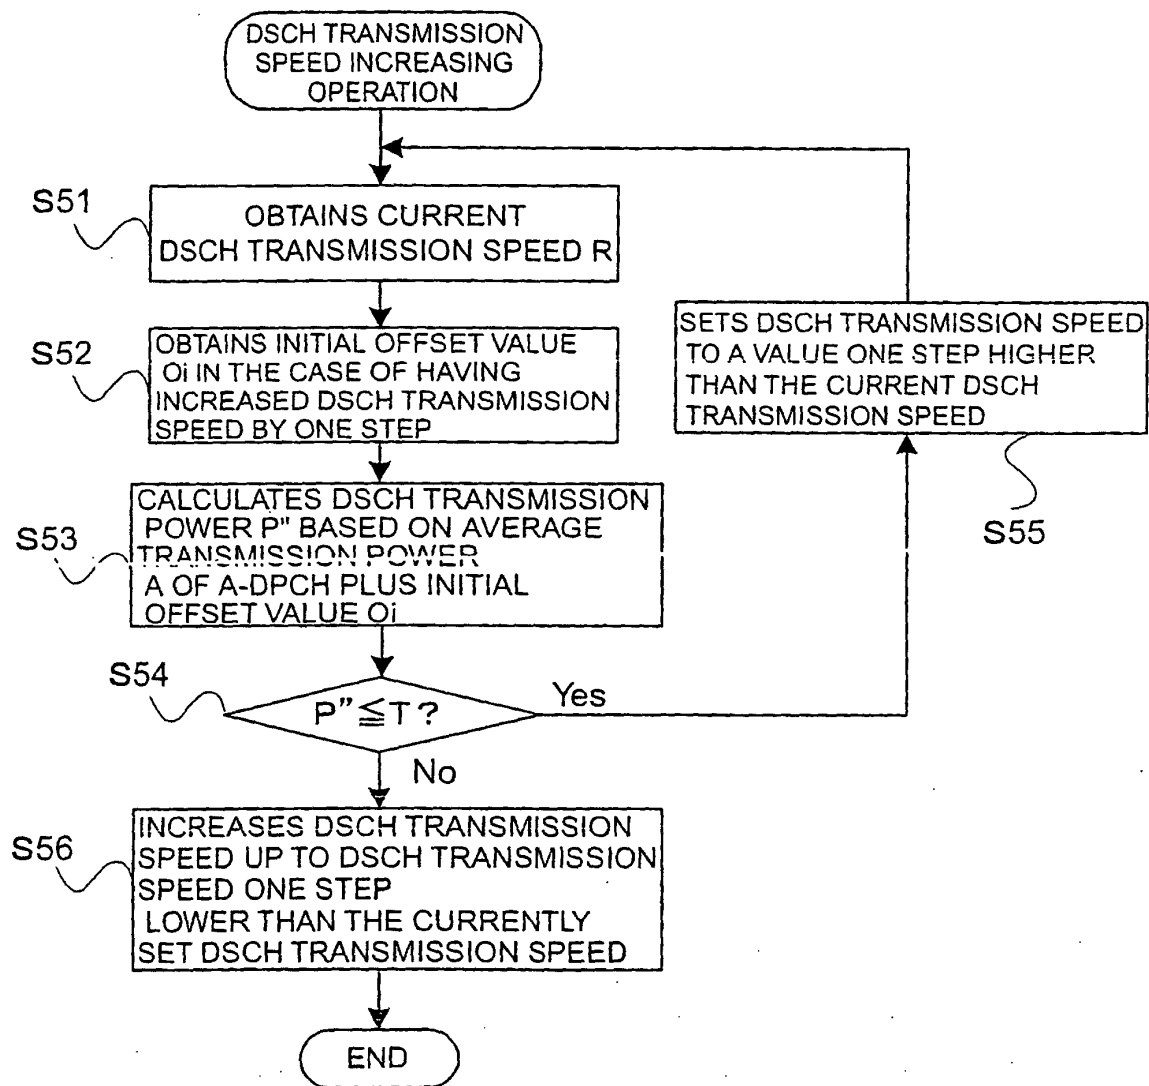 DSCH TRANSMISSION
SPEED INCREASING
OPERATION
S51
OBTAINS CURRENT
DSCH TRANSMISSION SPEED R
S52
OBTAINS INITIAL OFFSET VALUE
Oi IN THE CASE OF HAVING
INCREASED DSCH TRANSMISSION
SPEED BY ONE STEP
SETS DSCH TRANSMISSION SPEED
TO A VALUE ONE STEP HIGHER
THAN THE CURRENT DSCH
TRANSMISSION SPEED
S55
S53
CALCULATES DSCH TRANSMISSION
POWER P" BASED ON AVERAGE
TRANSMISSION POWER
A OF A-DPCH PLUS INITIAL
OFFSET VALUE Oi
S54
P" ≦ T ?
Yes
No
S56
INCREASES DSCH TRANSMISSION
SPEED UP TO DSCH TRANSMISSION
SPEED ONE STEP
LOWER THAN THE CURRENTLY
SET DSCH TRANSMISSION SPEED
END